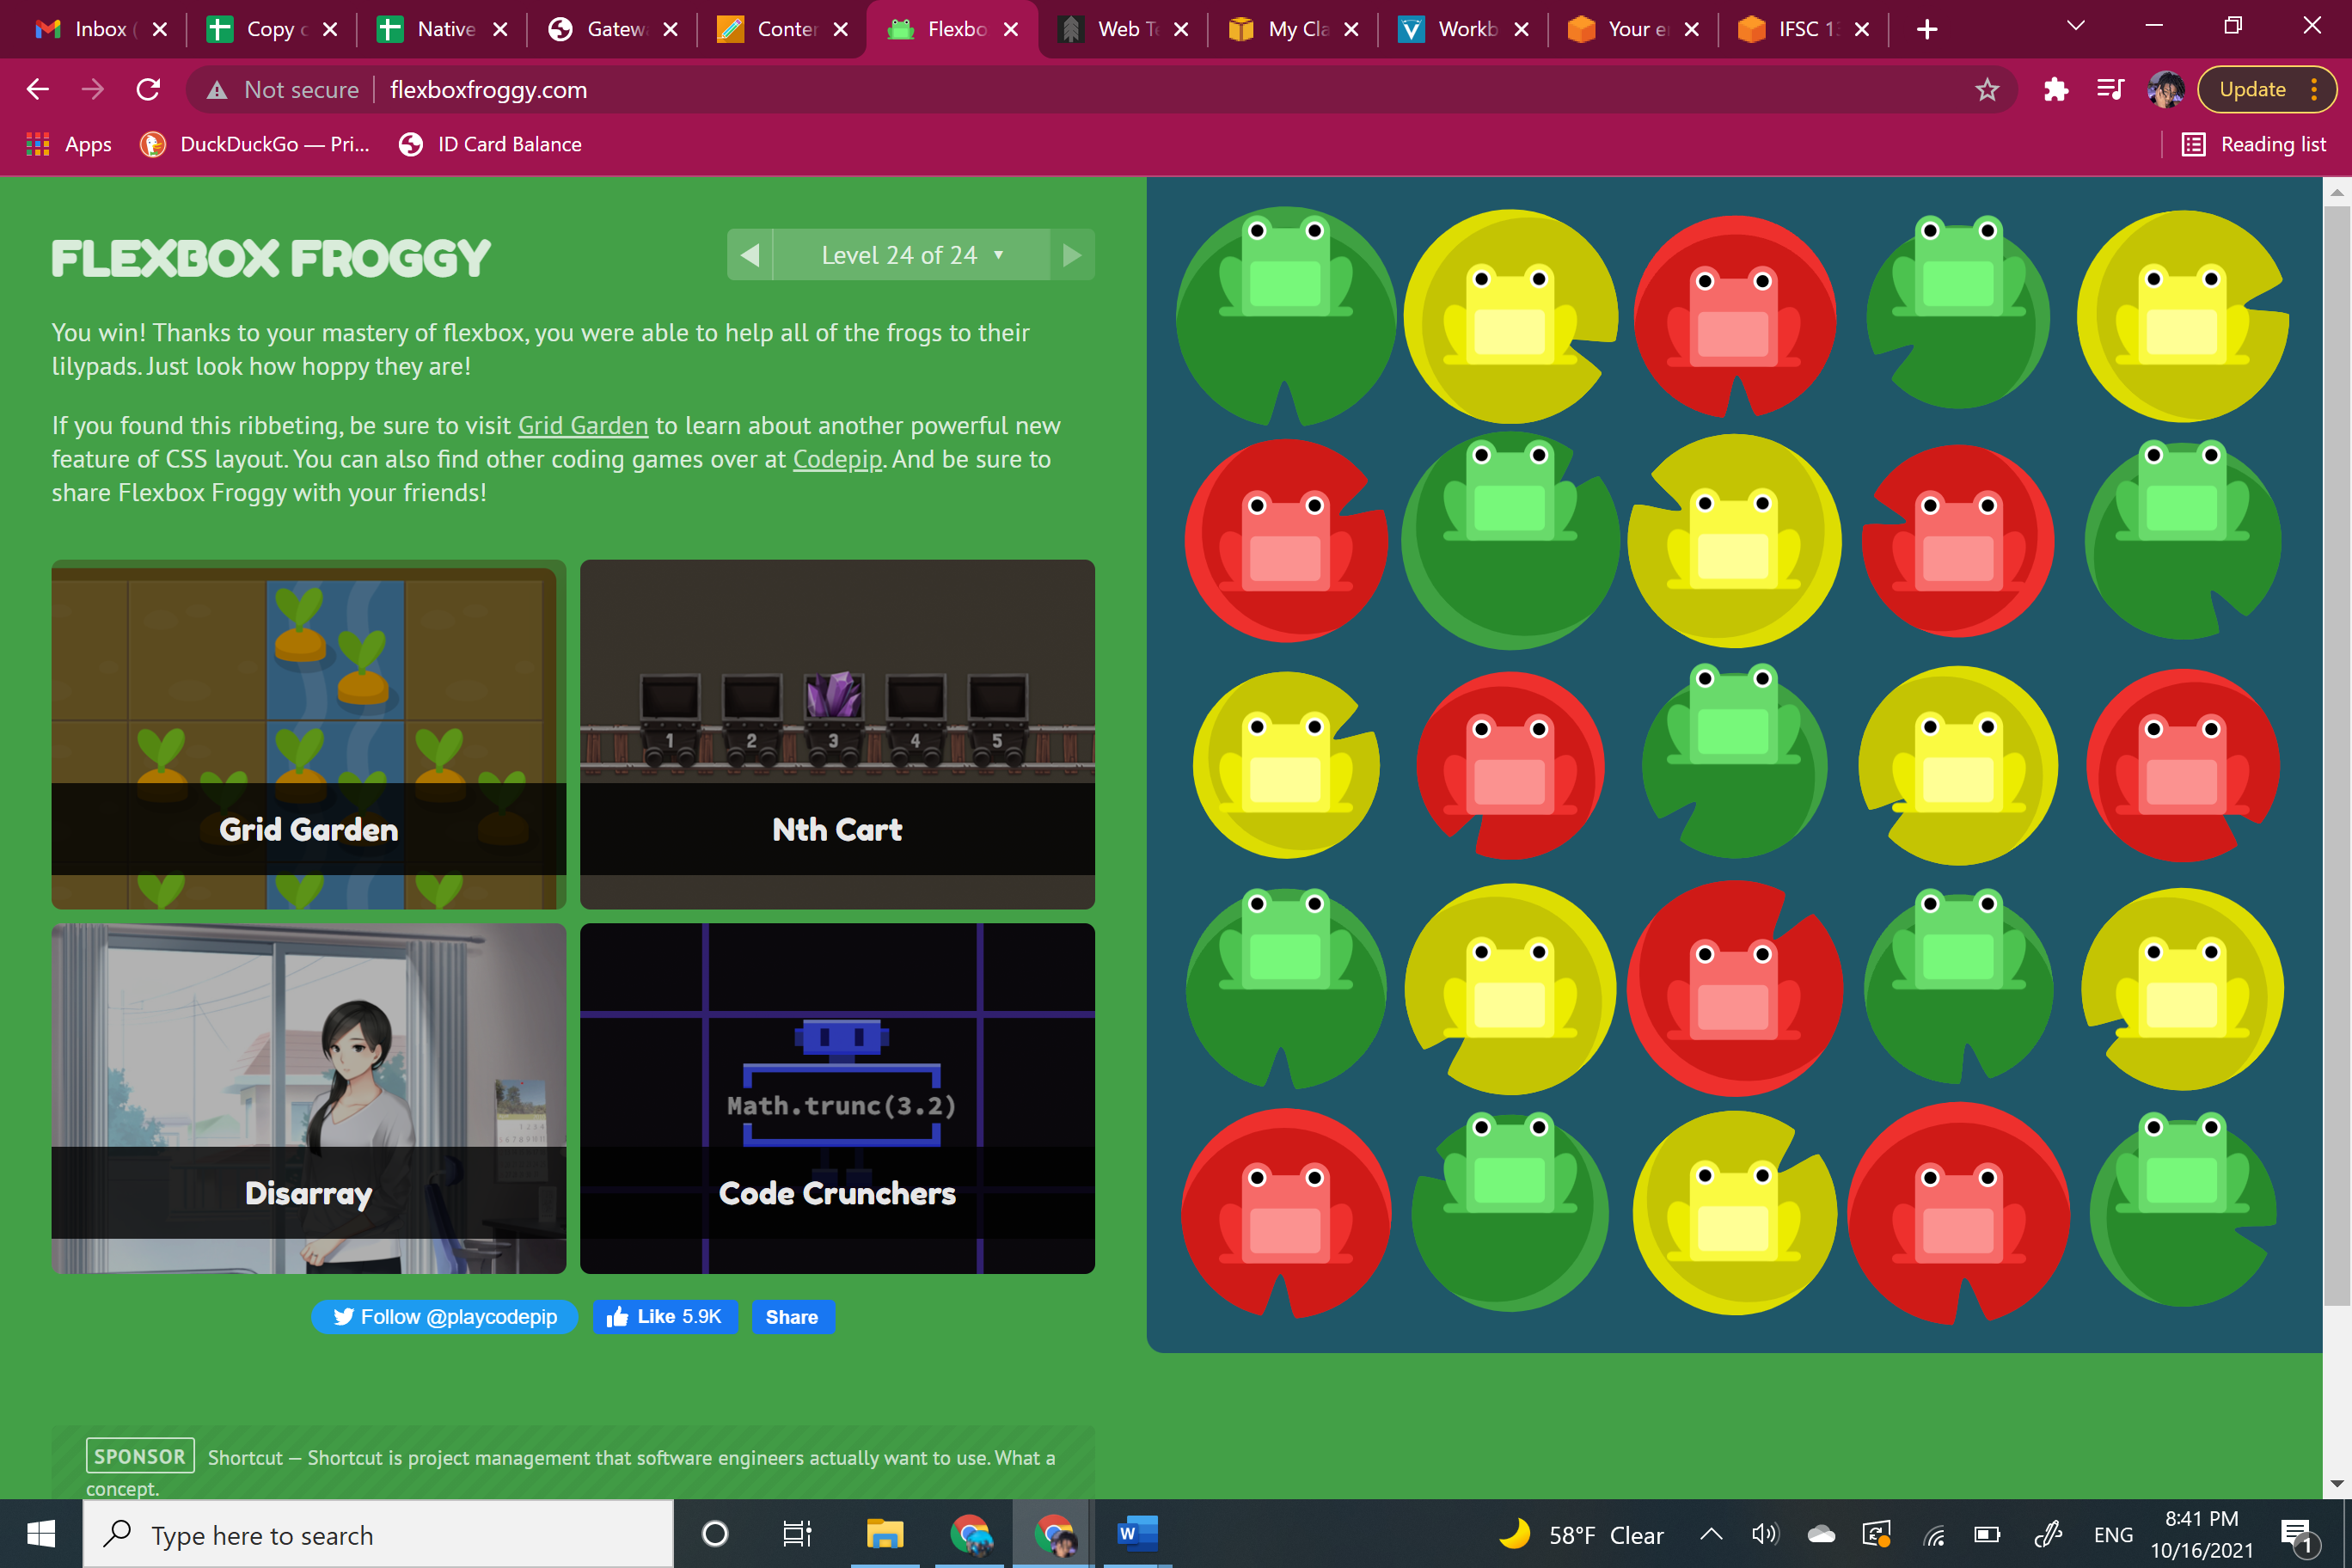 Inbox (
Copy o
Native
Gatewa
Conter
Flexbo
Web Te
My Cla
Workb
Your e
IFSC 13
Not secure
flexboxfroggy.com
Update
Apps
DuckDuckGo — Pri...
ID Card Balance
Reading list
FLEXBOX FROGGY
Level 24 of 24 ▼
You win! Thanks to your mastery of flexbox, you were able to help all of the frogs to their
lilypads. Just look how hoppy they are!
If you found this ribbeting, be sure to visit Grid Garden to learn about another powerful new
feature of CSS layout. You can also find other coding games over at Codepip. And be sure to
share Flexbox Froggy with your friends!
Grid Garden
1 2 3 4 5
Nth Cart
Disarray
Math.trunc(3.2)
Code Crunchers
Follow @playcodepip
Like 5.9K
Share
SPONSOR Shortcut — Shortcut is project management that software engineers actually want to use. What a
concept.
Type here to search
W
58°F Clear
ENG
8:41 PM
10/16/2021
1